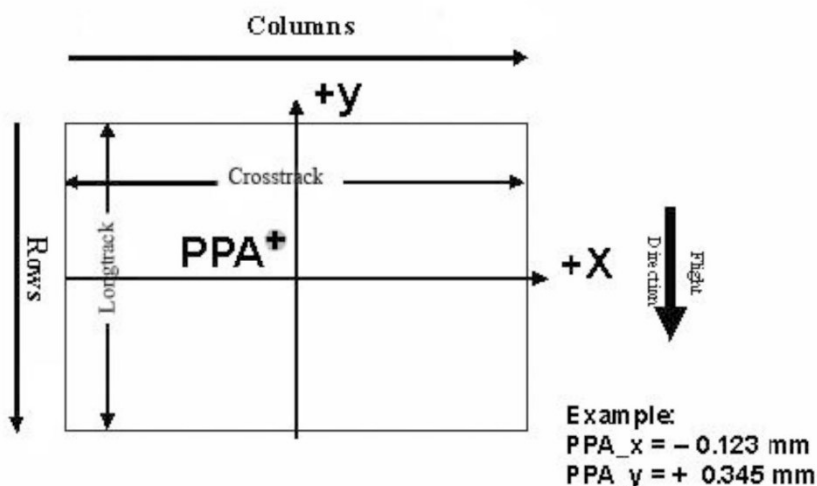 Columns
+y
Crosstrack
Rows
Longtrack
PPA+
+X
Flight
Direction
Example:
PPA_x = - 0.123 mm
PPA_y = + 0.345 mm